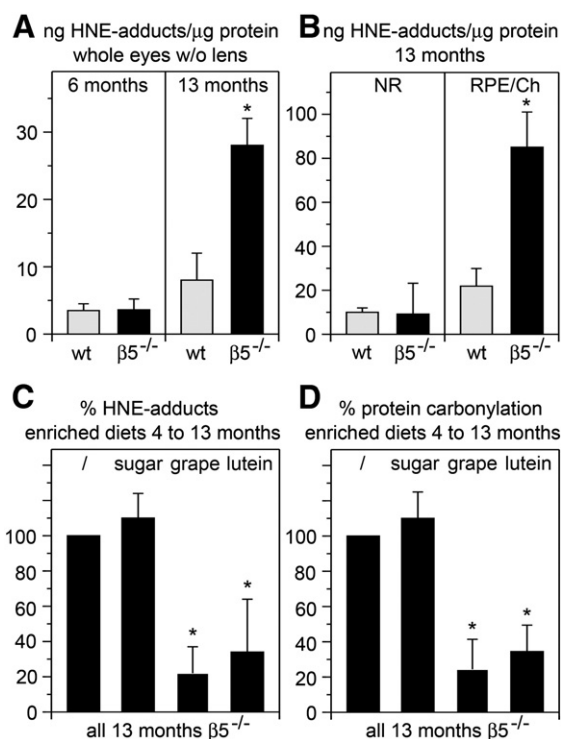 A ng HNE-adducts/μg protein
whole eyes w/o lens
6 months 13 months
*
30
20
10
0
wt β5-/- wt β5-/-
B ng HNE-adducts/μg protein
13 months
NR RPE/Ch
*
100
80
60
40
20
0
wt β5-/- wt β5-/-
C % HNE-adducts
enriched diets 4 to 13 months
/ sugar grape lutein
100
80
60
40
20
0
* *
all 13 months β5-/-
D % protein carbonylation
enriched diets 4 to 13 months
/ sugar grape lutein
100
80
60
40
20
0
* *
all 13 months β5-/-